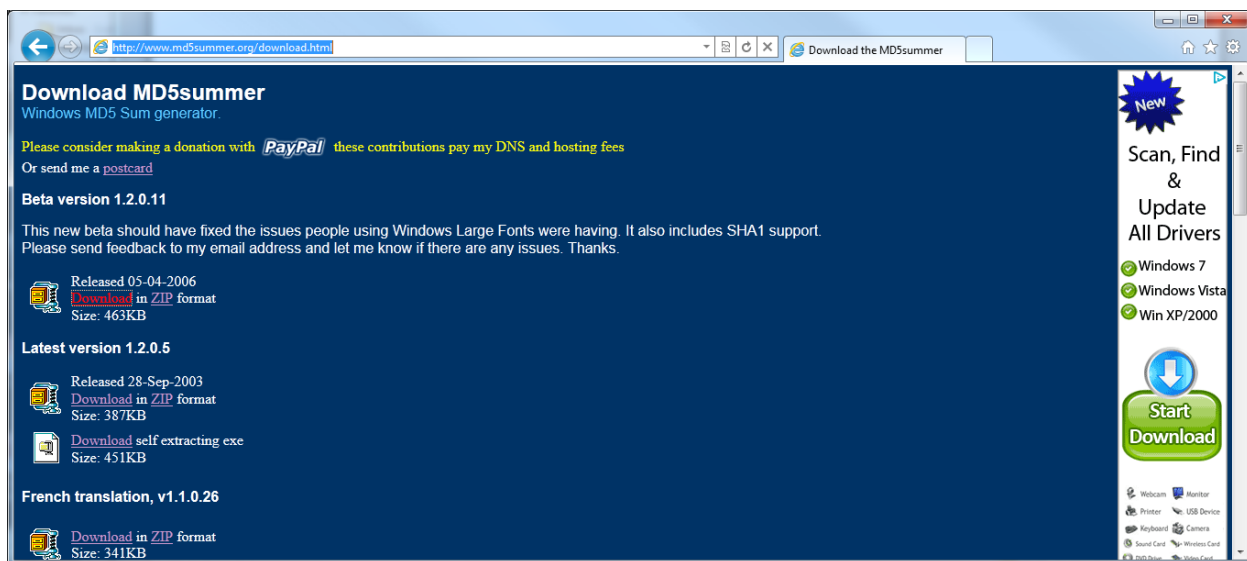 http://www.md5summer.org/download.html
Download the MD5summer
Download MD5summer
Windows MD5 Sum generator.
Please consider making a donation with PayPal these contributions pay my DNS and hosting fees
Or send me a postcard
Beta version 1.2.0.11
This new beta should have fixed the issues people using Windows Large Fonts were having. It also includes SHA1 support.
Please send feedback to my email address and let me know if there are any issues. Thanks.
Released 05-04-2006
Download in ZIP format
Size: 463KB
Latest version 1.2.0.5
Released 28-Sep-2003
Download in ZIP format
Size: 387KB
Download self extracting exe
Size: 451KB
French translation, v1.1.0.26
Download in ZIP format
Size: 341KB
New
Scan, Find
&
Update
All Drivers
Windows 7
Windows Vista
Win XP/2000
Start
Download
Webcam Monitor
Printer USB Device
Keyboard Camera
Sound Card Wireless Card
DVD Drive Video Card